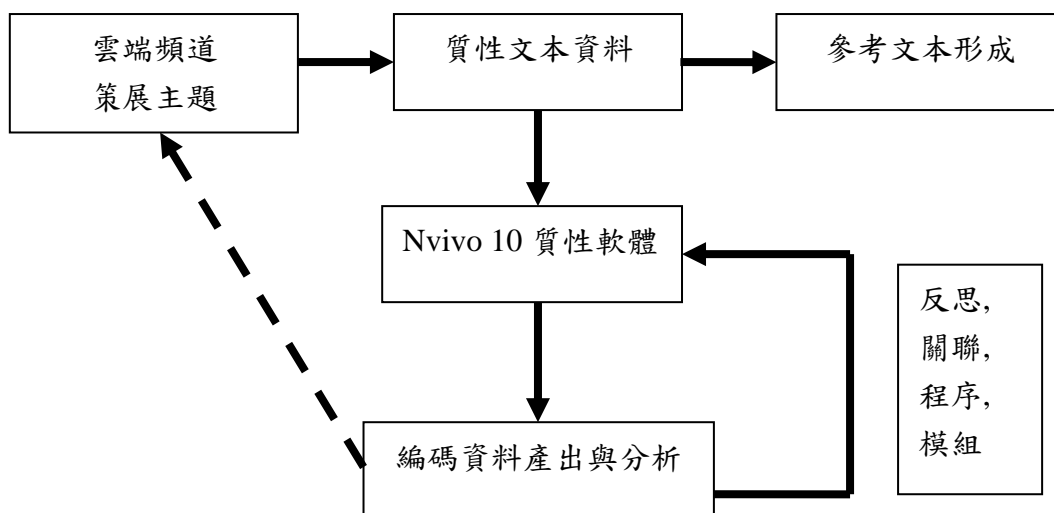 雲端頻道
策展主題
質性文本資料
參考文本形成
Nvivo 10 質性軟體
反思,
關聯,
程序,
模組
編碼資料產出與分析